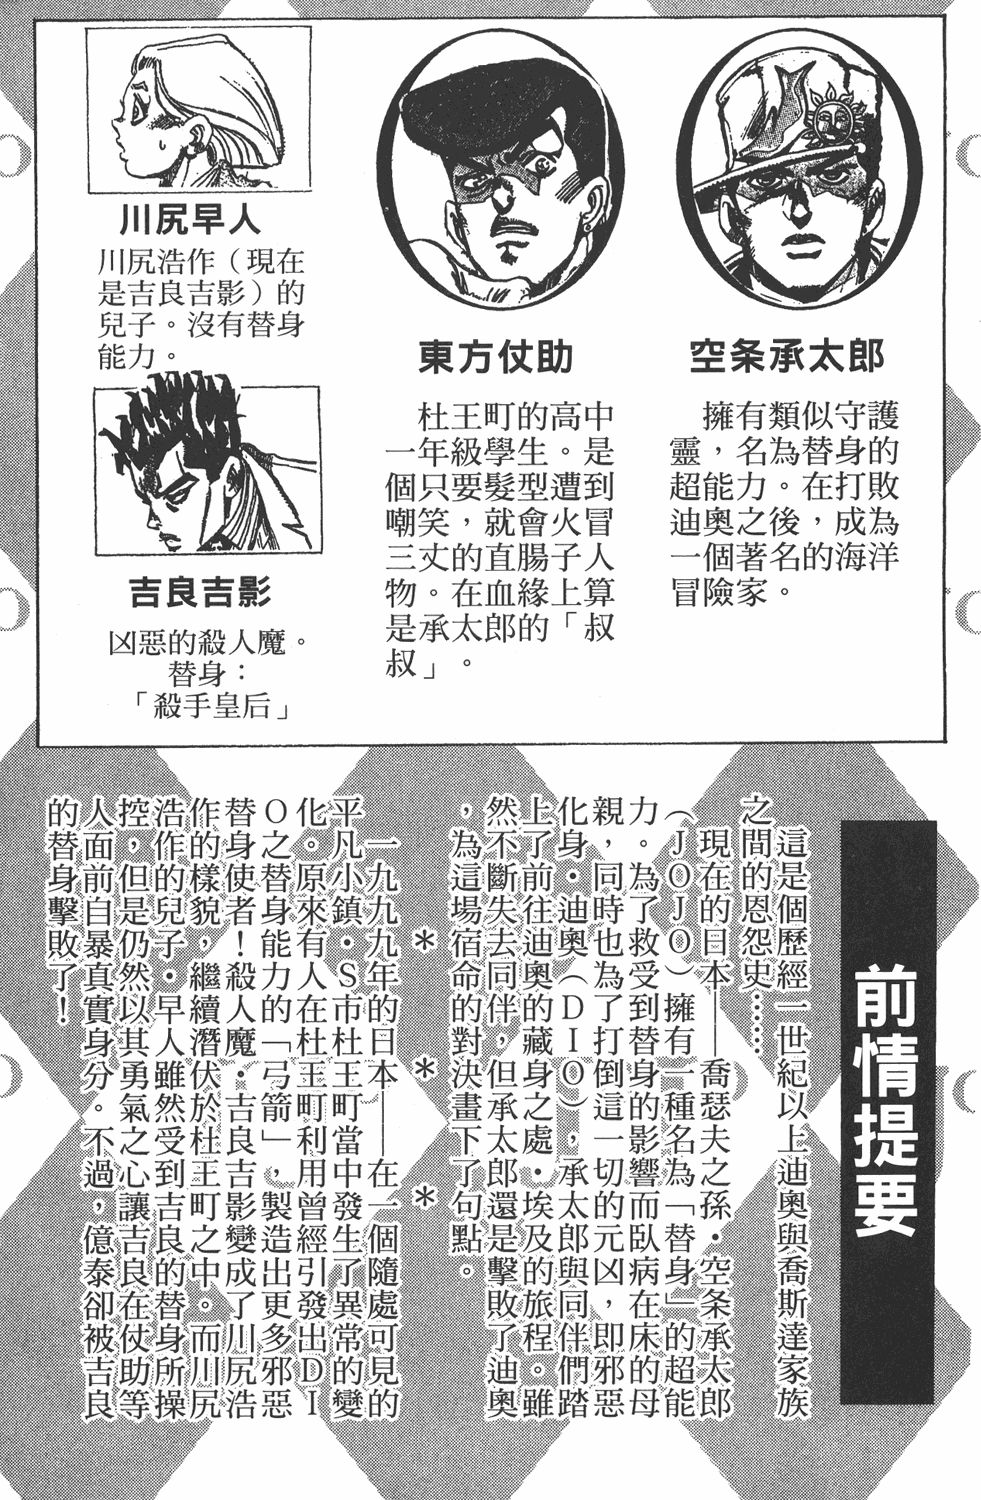 空条承太郎
擁有類似守護
靈，名為替身的
超能力。在打敗
迪奧之後，成為
一個著名的海洋
冒險家。
東方仗助
杜王町的高中
一年級學生。是
個只要髮型遭到
嘲笑，就會火冒
三丈的直腸子人
物。在血緣上算
是承太郎的「叔
叔」。
川尻早人
川尻浩作（現在
是吉良吉影）的
兒子。沒有替身
能力。
吉良吉影
凶惡的殺人魔。
替身：
「殺手皇后」
前情提要
這是個歷經一世紀以上迪奧與喬斯達家族
之間的恩怨史……
現在的日本——喬瑟夫之孫・空条承太郎
（JOJO）擁有一種名為「替身」的超能
力。為了救受到替身的影響而臥病在床的母
親，同時也為了打倒這一切的元凶，即邪惡
化身・迪奧（DIO），承太郎與同伴們踏
上了前往迪奧的藏身之處・埃及的旅程。雖
然不斷失去同伴，但承太郎還是擊敗了迪奧
，為這場宿命的對決畫下了句點。
＊　＊　＊
一九九九年的日本——在一個隨處可見的
平凡小鎮・S市杜王町當中發生了異常的變
化。原來有人在杜王町利用曾經引發出DI
O之替身能力的「弓箭」，製造出更多邪惡
替身使者！殺人魔・吉良吉影變成了川尻浩
作的樣貌，繼續潛伏於杜王町之中。而川尻
浩作的兒子・早人雖然受到吉良的替身所操
控，但是仍然以其勇氣之心讓吉良在仗助等
人面前自暴真實身分。不過，億泰卻被吉良
的替身擊敗了！